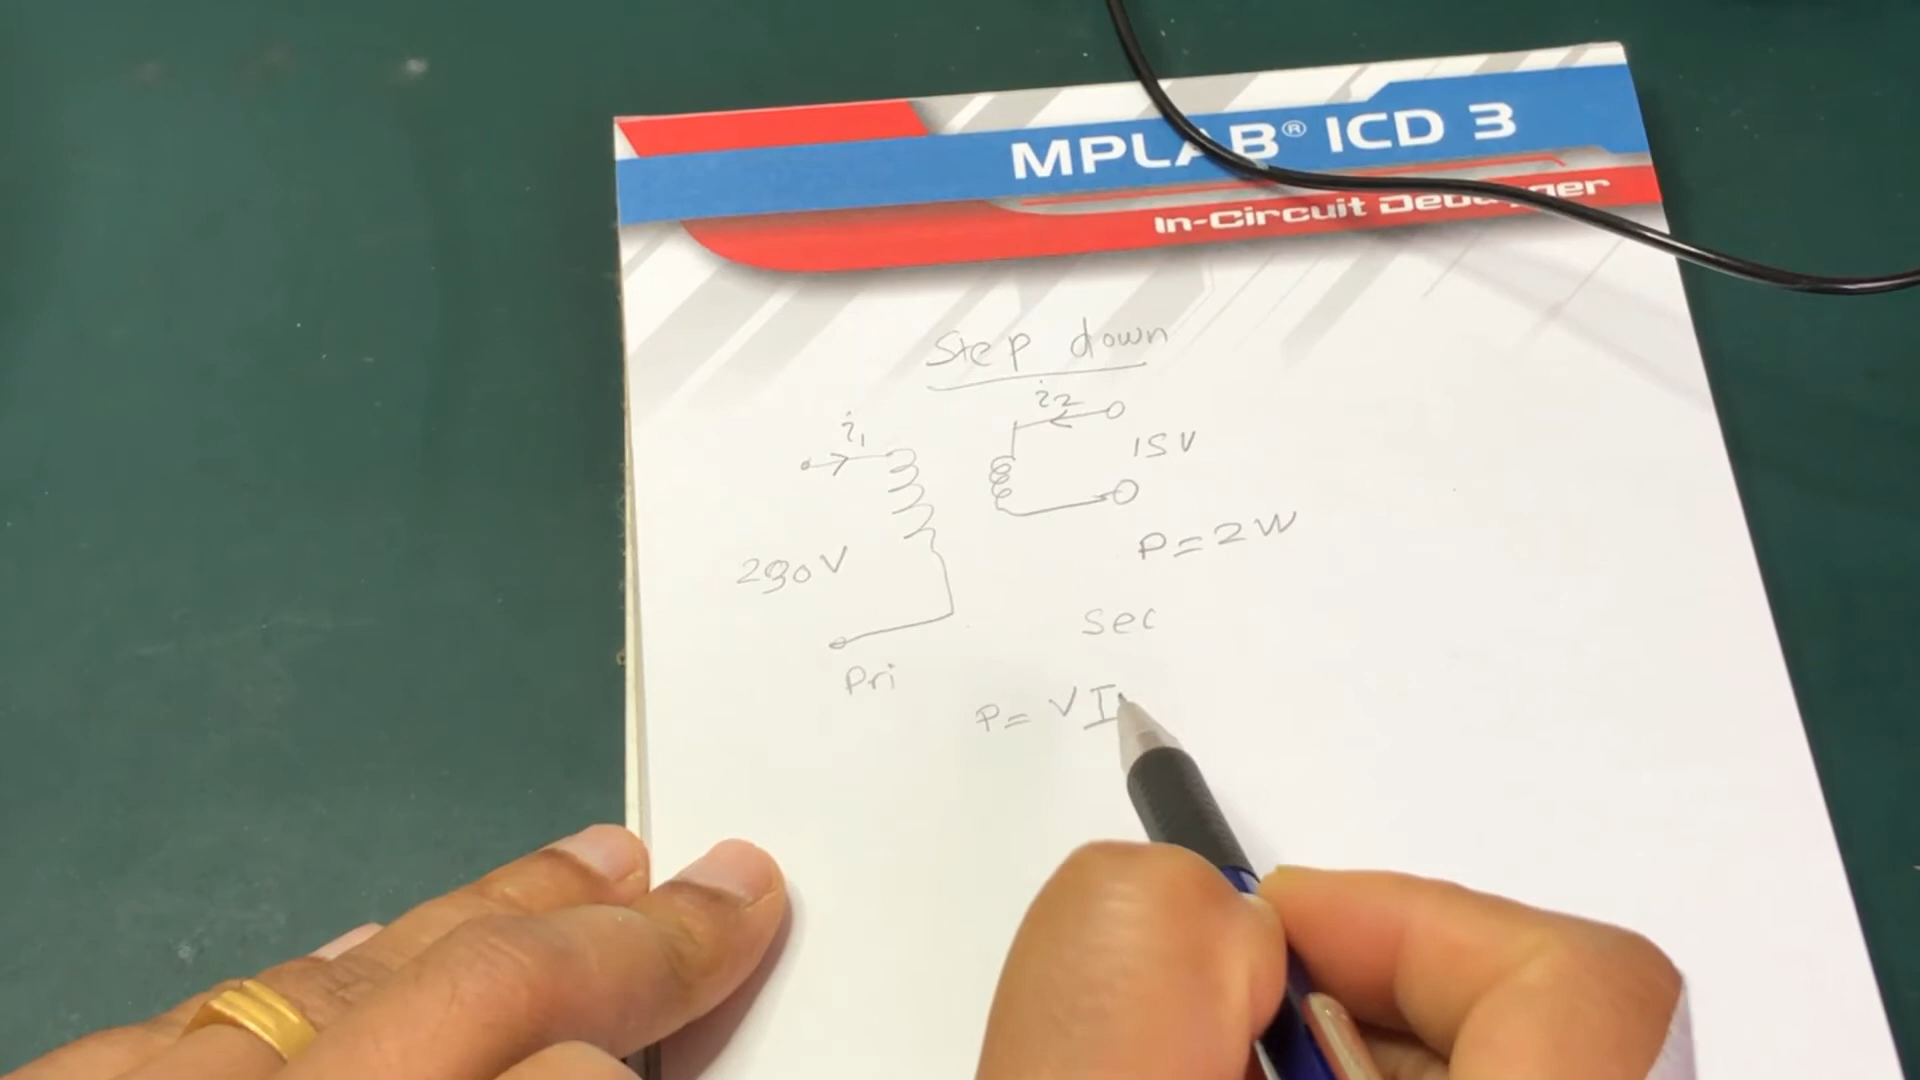 MPLAB® ICD 3
In-Circuit Debugger
Step down
i2
i1
15V
230V
P=2W
sec
Pri
P= VI